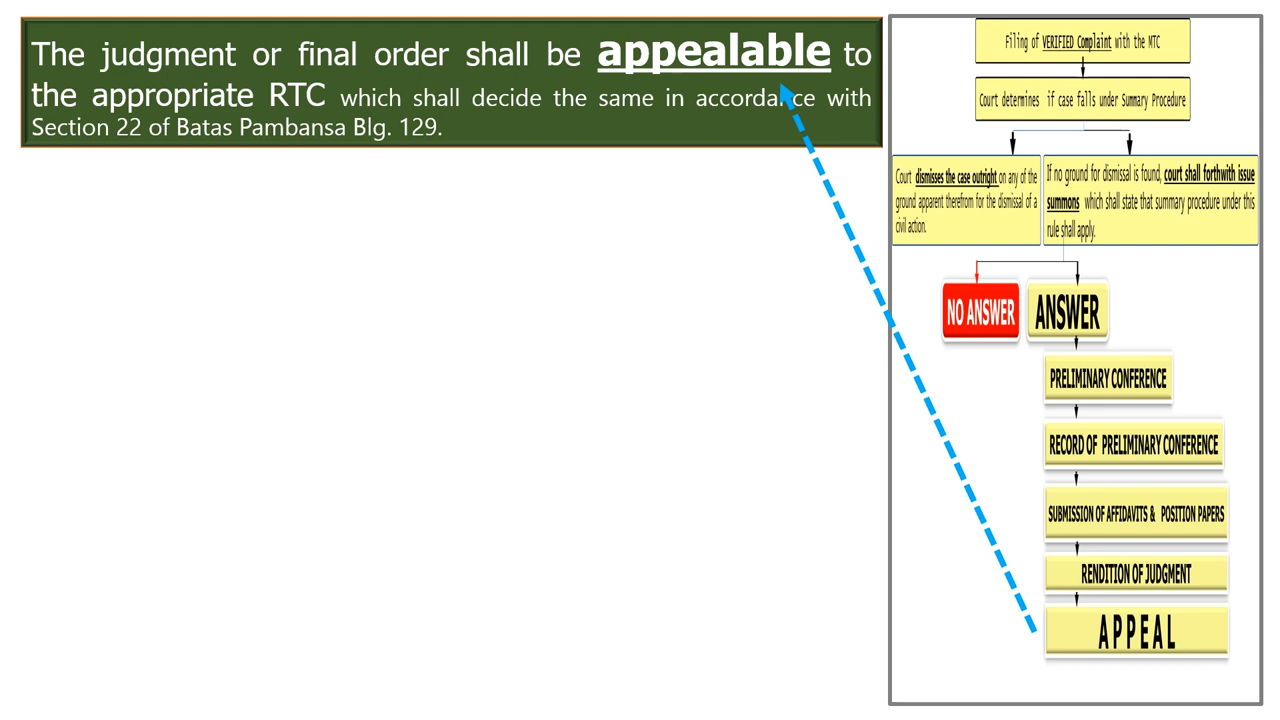 The judgment or final order shall be appealable to
the appropriate RTC which shall decide the same in accordance with
Section 22 of Batas Pambansa Blg. 129.
Filing of VERIFIED Complaint with the MTC
Court determines if case falls under Summary Procedure
Court dismisses the case outright on any of the
ground apparent therefrom for the dismissal of a
civil action.
If no ground for dismissal is found, court shall forthwith issue
summons which shall state that summary procedure under this
rule shall apply.
NO ANSWER
ANSWER
PRELIMINARY CONFERENCE
RECORD OF PRELIMINARY CONFERENCE
SUBMISSION OF AFFIDAVITS & POSITION PAPERS
RENDITION OF JUDGMENT
APPEAL